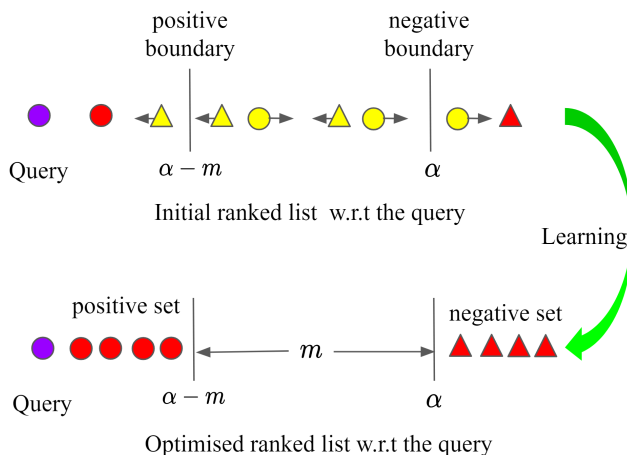 positive
boundary
negative
boundary
Query
α − m
α
Initial ranked list w.r.t the query
Learning
positive set
negative set
m
Query
α − m
α
Optimised ranked list w.r.t the query